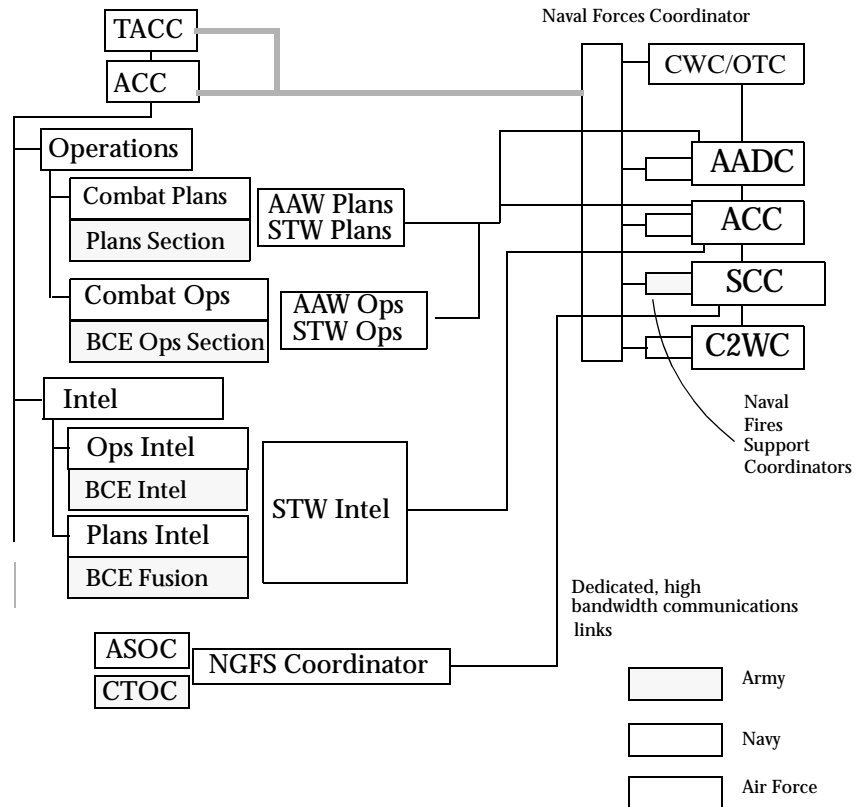 Naval Forces Coordinator
TACC
ACC
CWC/OTC
Operations
AADC
Combat Plans
Plans Section
AAW Plans
STW Plans
ACC
Combat Ops
BCE Ops Section
AAW Ops
STW Ops
SCC
C2WC
Intel
Naval
Fires
Support
Coordinators
Ops Intel
BCE Intel
STW Intel
Plans Intel
BCE Fusion
Dedicated, high
bandwidth communications
links
ASOC
CTOC
NGFS Coordinator
Army
Navy
Air Force